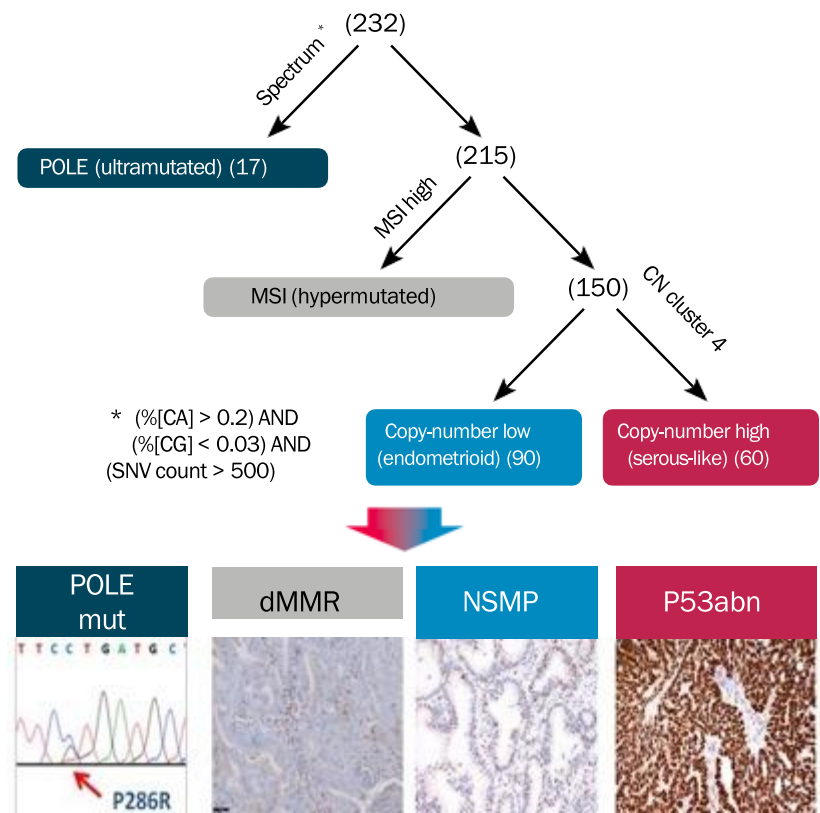 (232)
Spectrum *
POLE (ultramutated) (17)
(215)
MSI high
MSI (hypermutated)
(150)
CN cluster 4
* (%[CA] > 0.2) AND
(%[CG] < 0.03) AND
(SNV count > 500)
Copy-number low
(endometrioid) (90)
Copy-number high
(serous-like) (60)
POLE
mut
dMMR
NSMP
P53abn
T T C C T G A T G C
P286R